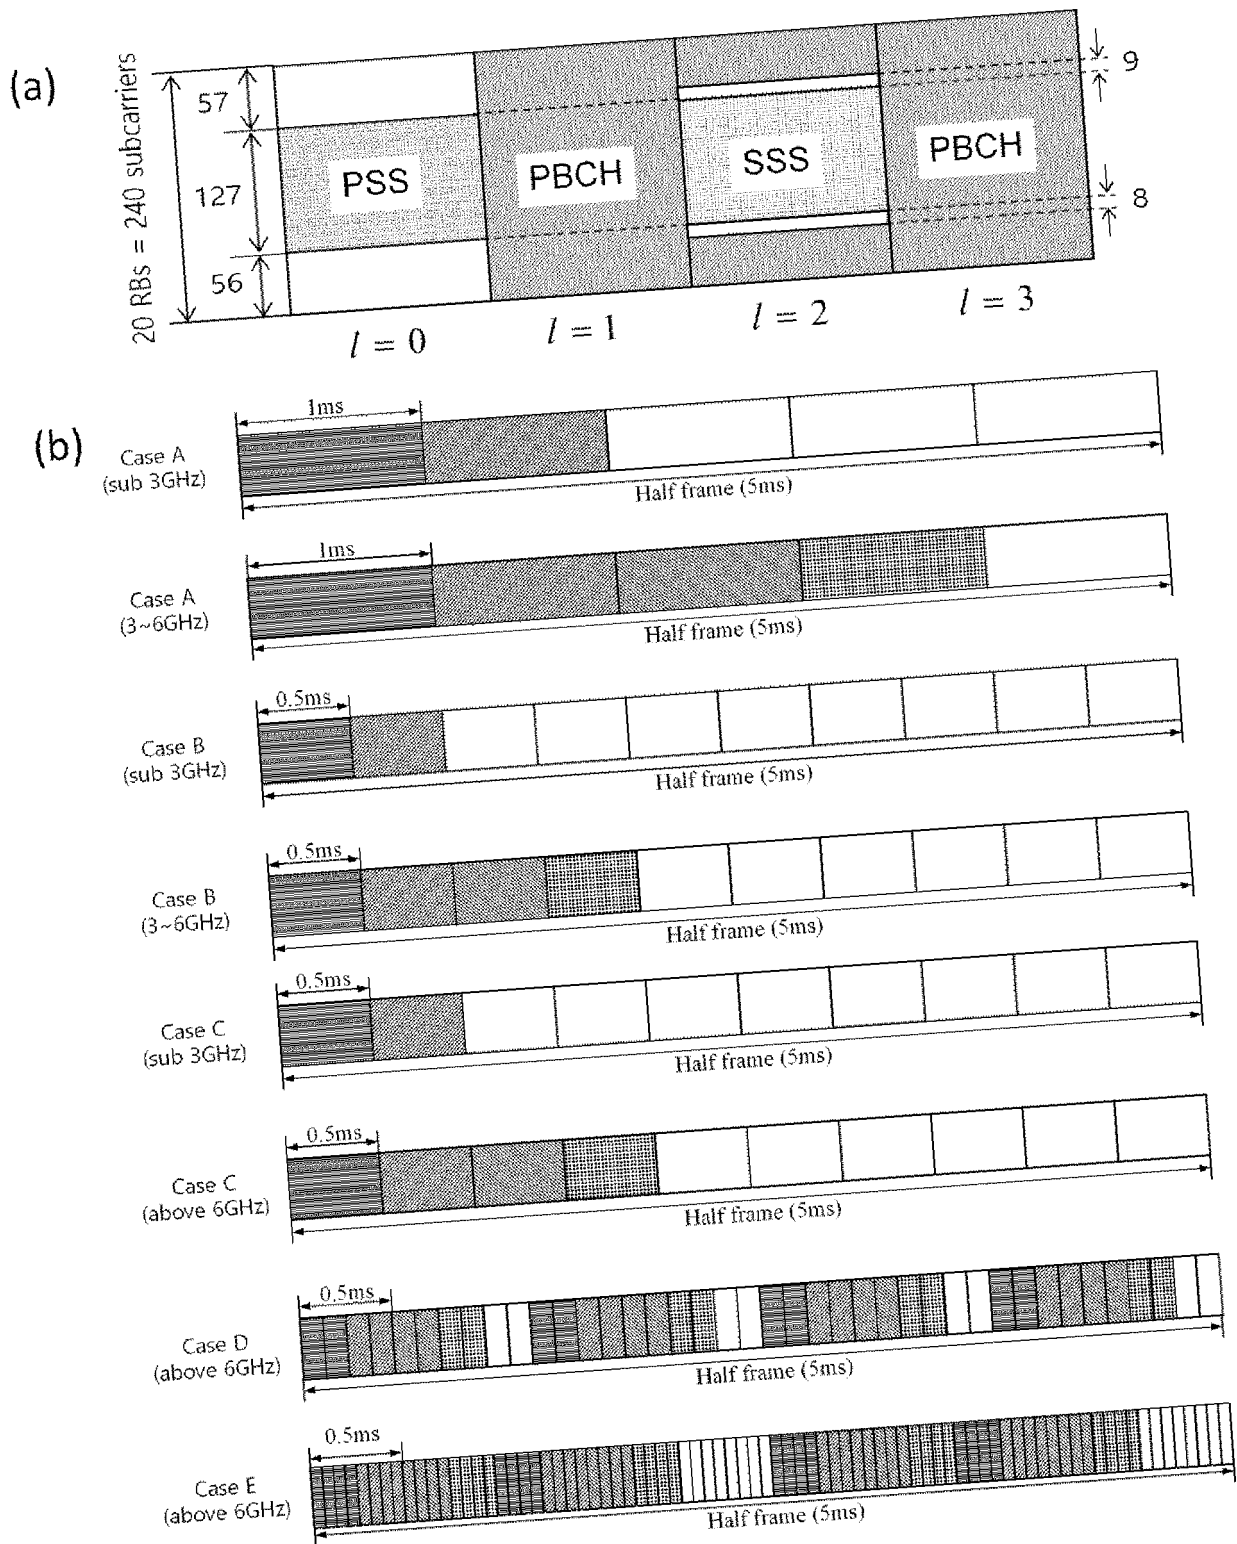 (a)
20 RBs = 240 subcarriers
57
127
56
PSS
PBCH
SSS
PBCH
9
8
l = 0
l = 1
l = 2
l = 3
(b)
1ms
Case A
(sub 3GHz)
Half frame (5ms)
1ms
Case A
(3~6GHz)
Half frame (5ms)
0.5ms
Case B
(sub 3GHz)
Half frame (5ms)
0.5ms
Case B
(3~6GHz)
Half frame (5ms)
0.5ms
Case C
(sub 3GHz)
Half frame (5ms)
0.5ms
Case C
(above 6GHz)
Half frame (5ms)
0.5ms
Case D
(above 6GHz)
Half frame (5ms)
0.5ms
Case E
(above 6GHz)
Half frame (5ms)